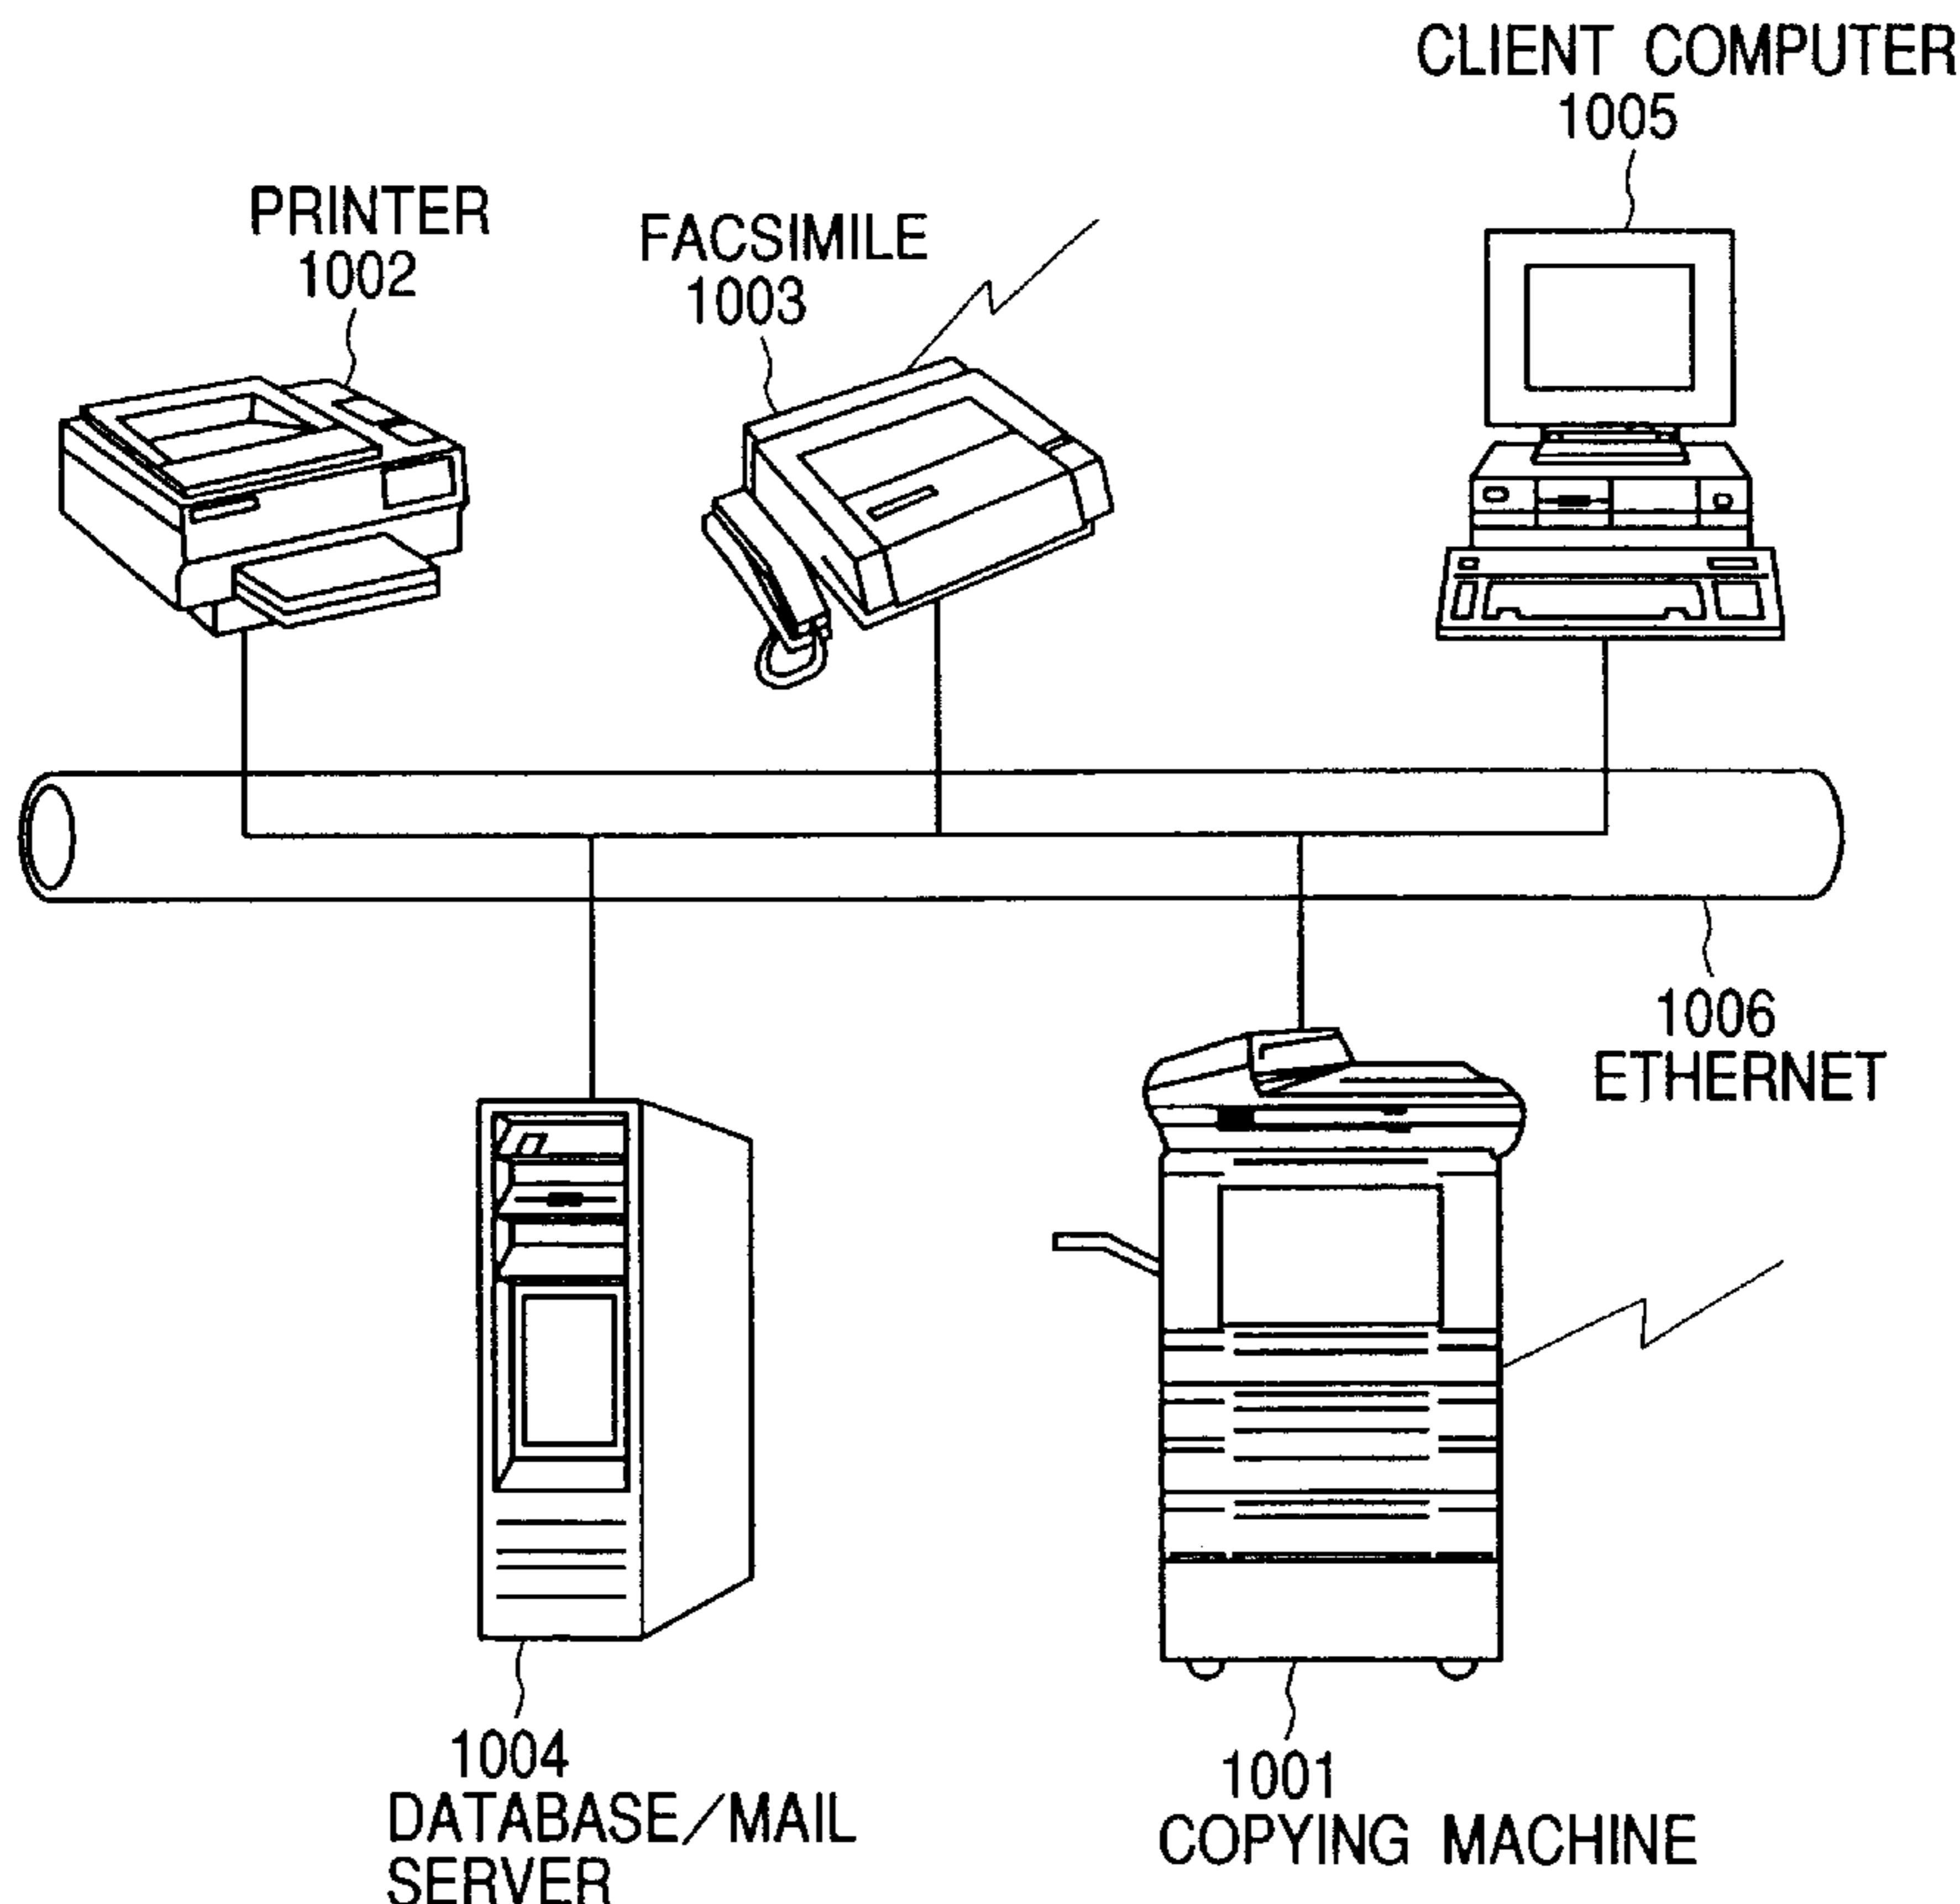 CLIENT COMPUTER
1005
PRINTER
1002
FACSIMILE
1003
1006
ETHERNET
1004
DATABASE/MAIL
SERVER
1001
COPYING MACHINE